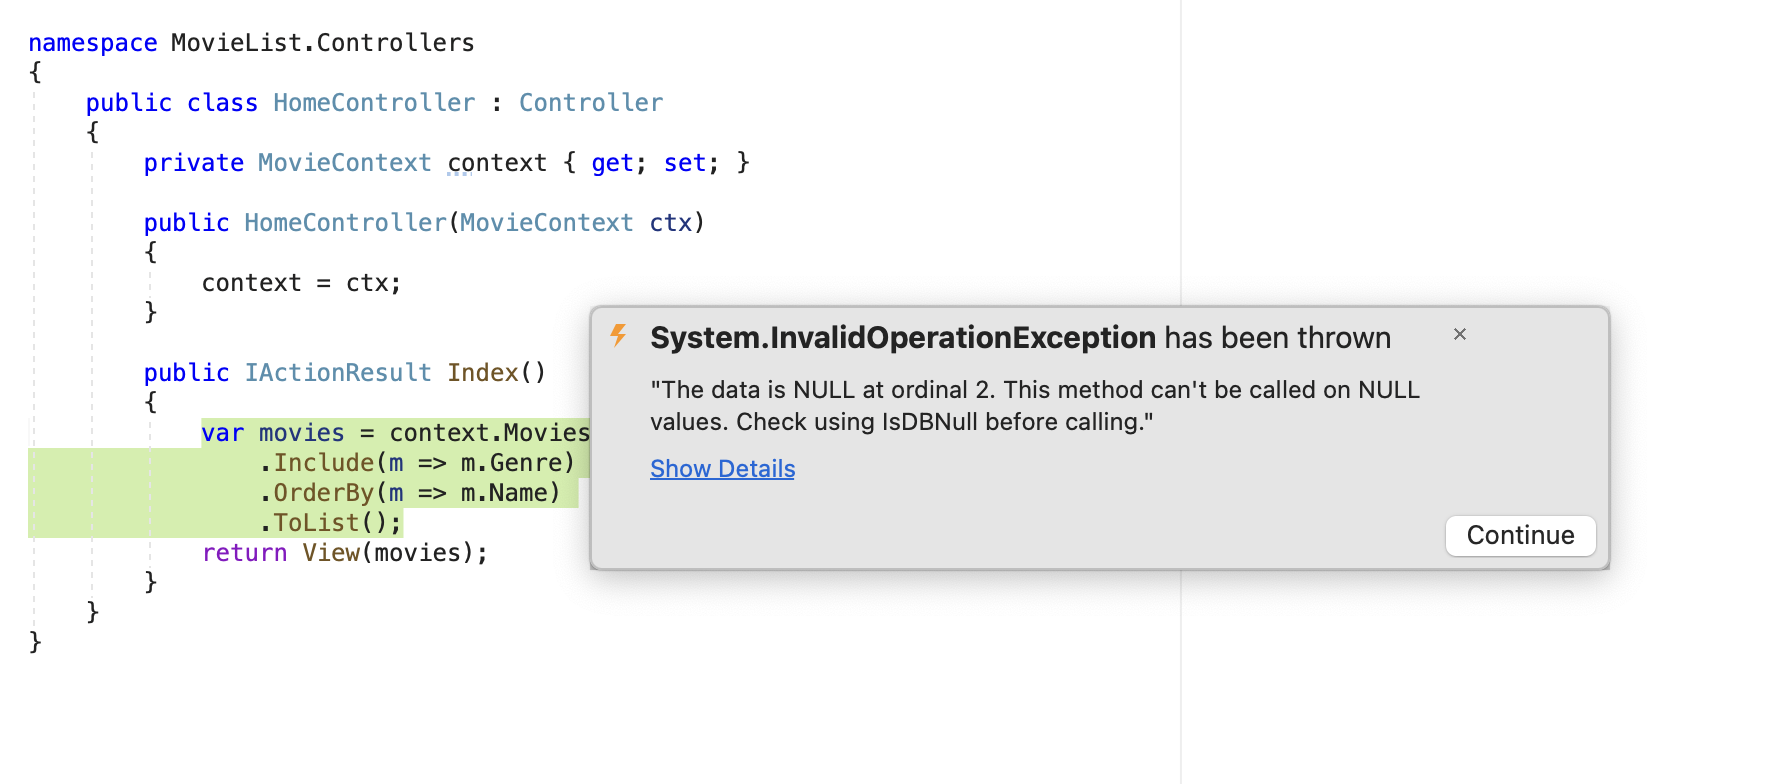 namespace MovieList.Controllers
{
    public class HomeController : Controller
    {
        private MovieContext context { get; set; }

        public HomeController(MovieContext ctx)
        {
            context = ctx;
        }

        public IActionResult Index()
        {
            var movies = context.Movies
                .Include(m => m.Genre)
                .OrderBy(m => m.Name)
                .ToList();
            return View(movies);
        }
    }
}
System.InvalidOperationException has been thrown ×
"The data is NULL at ordinal 2. This method can't be called on NULL
values. Check using IsDBNull before calling."
Show Details
Continue